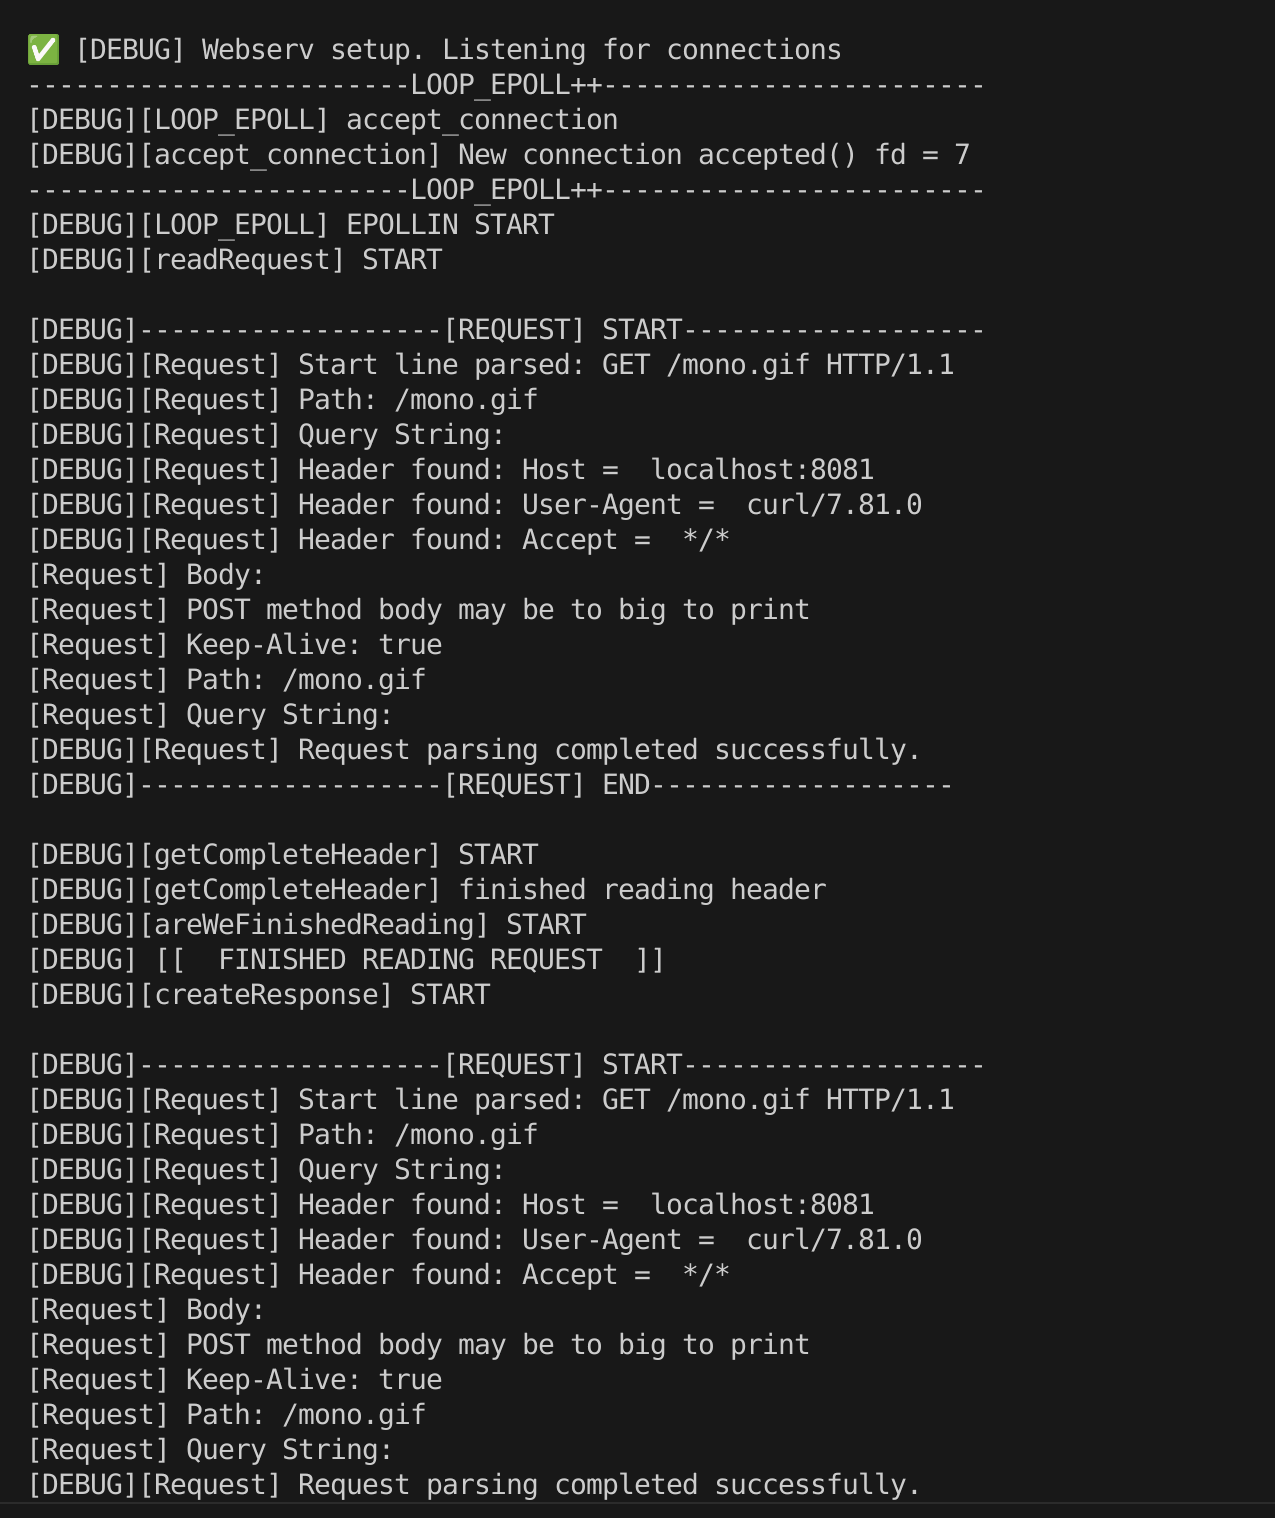 ✅ [DEBUG] Webserv setup. Listening for connections
------------------------LOOP_EPOLL++------------------------
[DEBUG][LOOP_EPOLL] accept_connection
[DEBUG][accept_connection] New connection accepted() fd = 7
------------------------LOOP_EPOLL++------------------------
[DEBUG][LOOP_EPOLL] EPOLLIN START
[DEBUG][readRequest] START

[DEBUG]-------------------[REQUEST] START-------------------
[DEBUG][Request] Start line parsed: GET /mono.gif HTTP/1.1
[DEBUG][Request] Path: /mono.gif
[DEBUG][Request] Query String:
[DEBUG][Request] Header found: Host =  localhost:8081
[DEBUG][Request] Header found: User-Agent =  curl/7.81.0
[DEBUG][Request] Header found: Accept =  */*
[Request] Body:
[Request] POST method body may be to big to print
[Request] Keep-Alive: true
[Request] Path: /mono.gif
[Request] Query String:
[DEBUG][Request] Request parsing completed successfully.
[DEBUG]-------------------[REQUEST] END-------------------

[DEBUG][getCompleteHeader] START
[DEBUG][getCompleteHeader] finished reading header
[DEBUG][areWeFinishedReading] START
[DEBUG] [[  FINISHED READING REQUEST  ]]
[DEBUG][createResponse] START

[DEBUG]-------------------[REQUEST] START-------------------
[DEBUG][Request] Start line parsed: GET /mono.gif HTTP/1.1
[DEBUG][Request] Path: /mono.gif
[DEBUG][Request] Query String:
[DEBUG][Request] Header found: Host =  localhost:8081
[DEBUG][Request] Header found: User-Agent =  curl/7.81.0
[DEBUG][Request] Header found: Accept =  */*
[Request] Body:
[Request] POST method body may be to big to print
[Request] Keep-Alive: true
[Request] Path: /mono.gif
[Request] Query String:
[DEBUG][Request] Request parsing completed successfully.